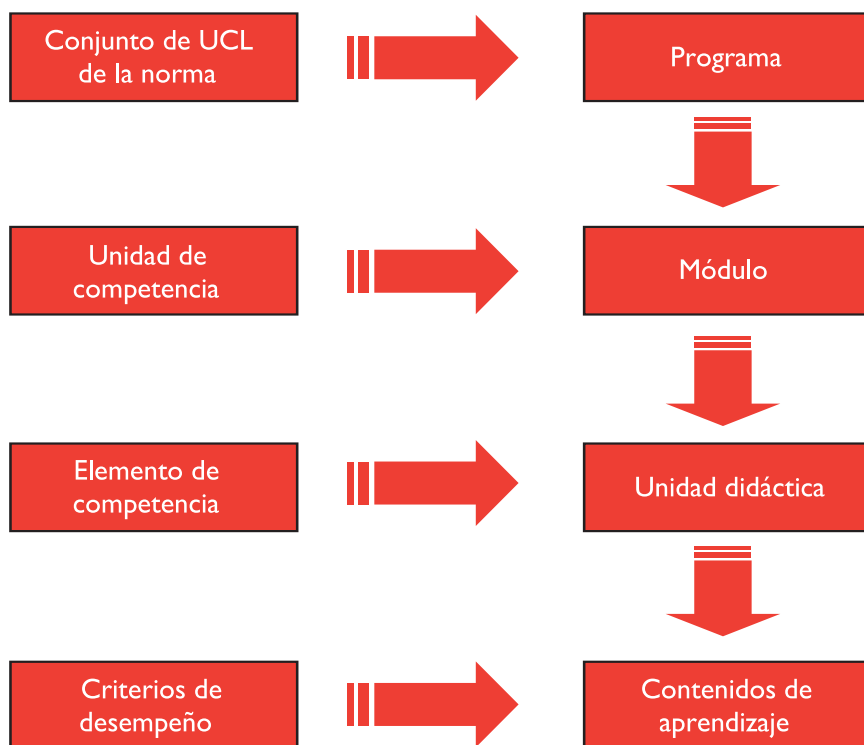 Conjunto de UCL
de la norma
Programa
Unidad de
competencia
Módulo
Elemento de
competencia
Unidad didáctica
Criterios de
desempeño
Contenidos de
aprendizaje